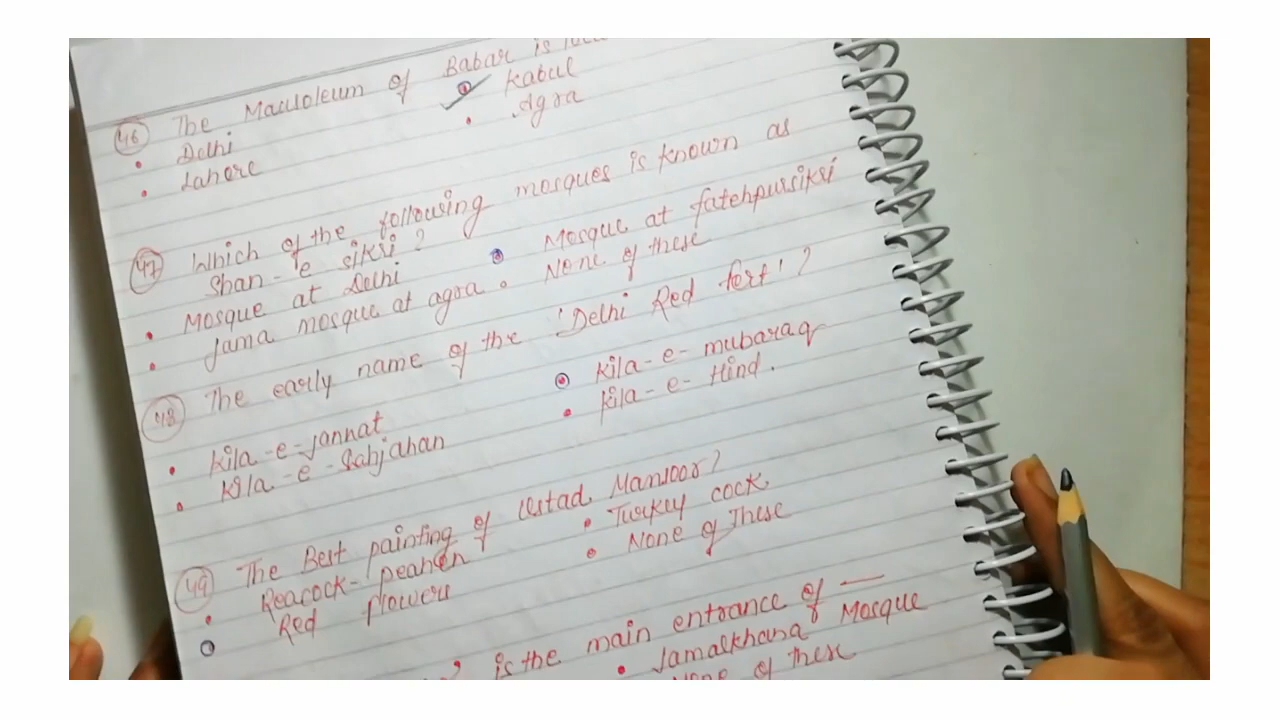 46 The Mausoleum of Babar is
• Delhi • Kabul
• Lahore • Agra
47 Which of the following mosques is known as
Shan-e sikri?
• Mosque at Delhi • Mosque at fatehpursikri
• Jama mosque at agra • None of these
48 The early name of the 'Delhi Red fort'?
• Kila-e-Jannat • Kila-e-mubaraq
• Kila-e-Sahjahan • Kila-e-Hind.
49 The Best painting of Ustad Mansoor?
• Peacock-peahen • Turkey cock
• Red flowers • None of These
is the main entrance of —
• Jamalkhana Mosque
None of these